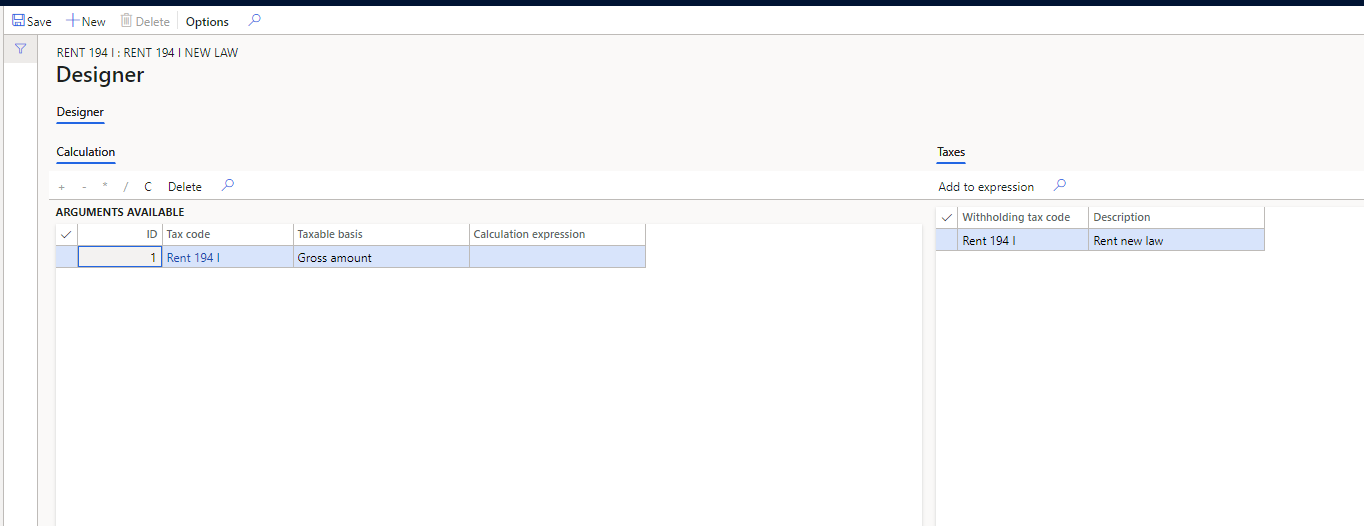 Save New Delete Options
RENT 194 I : RENT 194 I NEW LAW
Designer
Designer
Calculation
Taxes
+ - * / C Delete
Add to expression
ARGUMENTS AVAILABLE
ID Tax code Taxable basis Calculation expression
1 Rent 194 I Gross amount
Withholding tax code Description
Rent 194 I Rent new law